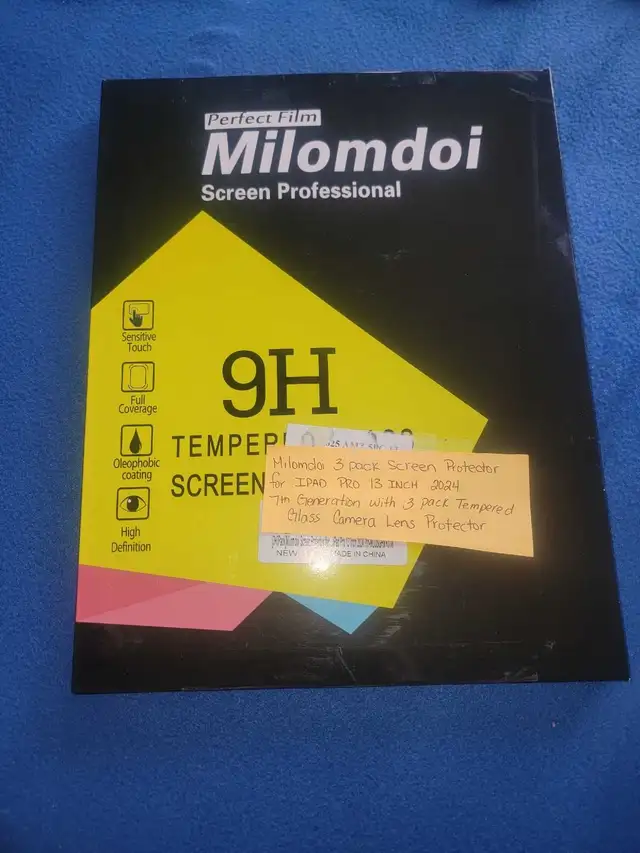 Perfect Film
Milomdoi
Screen Professional
Sensitive
Touch
Full
Coverage
Oleophobic
coating
High
Definition
9H
SCREEN
Milomdoi 3 pack Screen Protector
for IPAD PRO 13 INCH 2024
7th Generation with 3 pack Tempered
Glass Camera Lens Protector
NEW
MADE IN CHINA